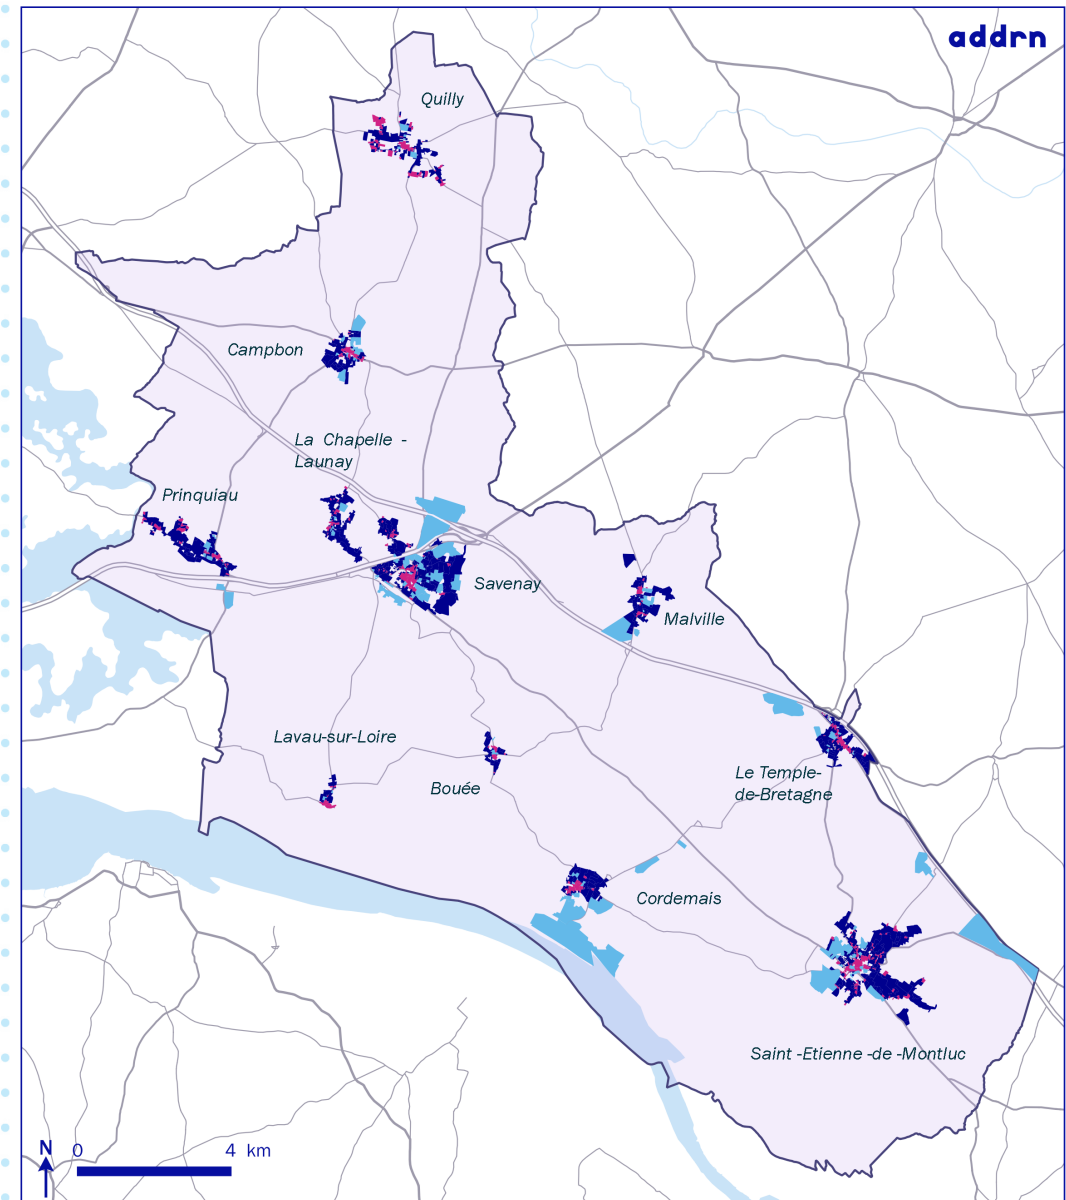 addrn
Quilly
Campbon
La Chapelle -
Launay
Prinquiau
Savenay
Malville
Lavau-sur-Loire
Bouée
Le Temple-
de-Bretagne
Cordemais
Saint -Etienne -de -Montluc
N
0 4 km